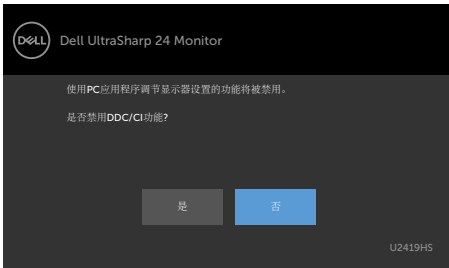 DELL
Dell UltraSharp 24 Monitor
使用PC应用程序调节显示器设置的功能将被禁用。
是否禁用DDC/CI功能?
是
否
U2419HS